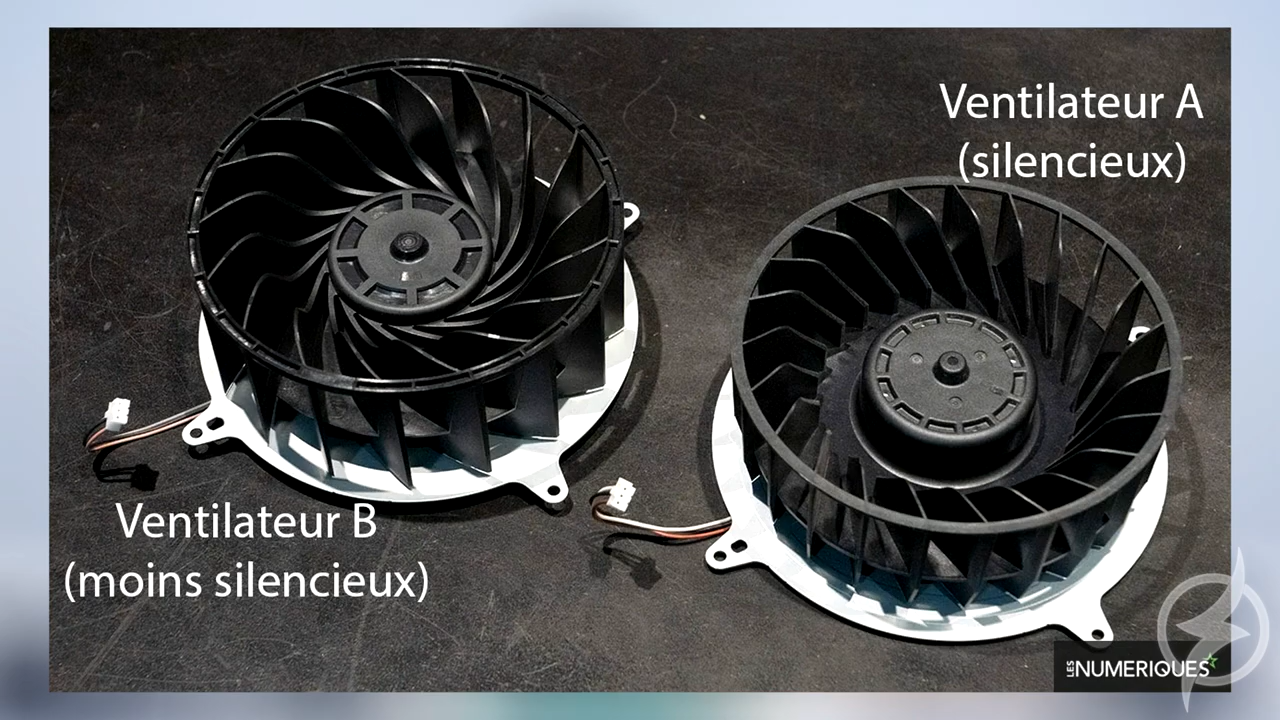 Ventilateur A
(silencieux)
Ventilateur B
(moins silencieux)
LES NUMERIQUES